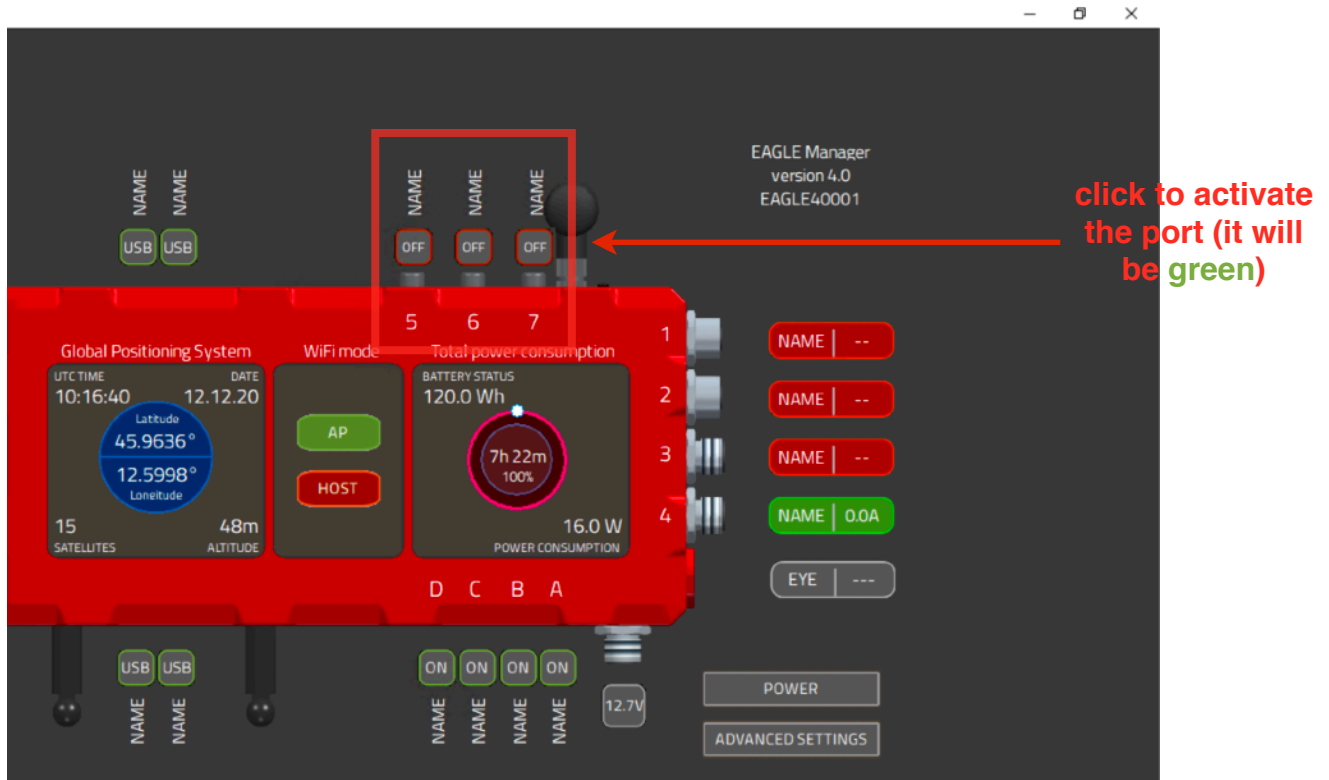 EAGLE Manager
version 4.0
EAGLE40001
click to activate
the port (it will
be green)
NAME
NAME
NAME
NAME
NAME
USB
USB
OFF
OFF
OFF
5
6
7
Global Positioning System
WiFi mode
Total power consumption
UTC TIME
DATE
10:16:40
12.12.20
Latitude
45.9636°
12.5998°
Loneitude
15
48m
SATELLITES
ALTITUDE
AP
HOST
BATTERY STATUS
120.0 Wh
7h 22m
100%
16.0 W
POWER CONSUMPTION
1
NAME | --
2
NAME | --
3
NAME | --
4
NAME | 0.0A
EYE | ---
D
C
B
A
USB
USB
ON
ON
ON
ON
NAME
NAME
NAME
NAME
NAME
NAME
12.7V
POWER
ADVANCED SETTINGS